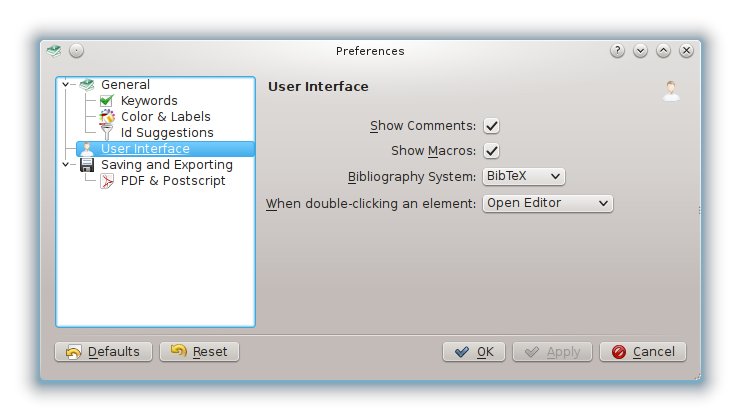 Preferences
General
Keywords
Color & Labels
Id Suggestions
User Interface
Saving and Exporting
PDF & Postscript
User Interface
Show Comments:
Show Macros:
Bibliography System: BibTeX
When double-clicking an element: Open Editor
Defaults Reset OK Apply Cancel